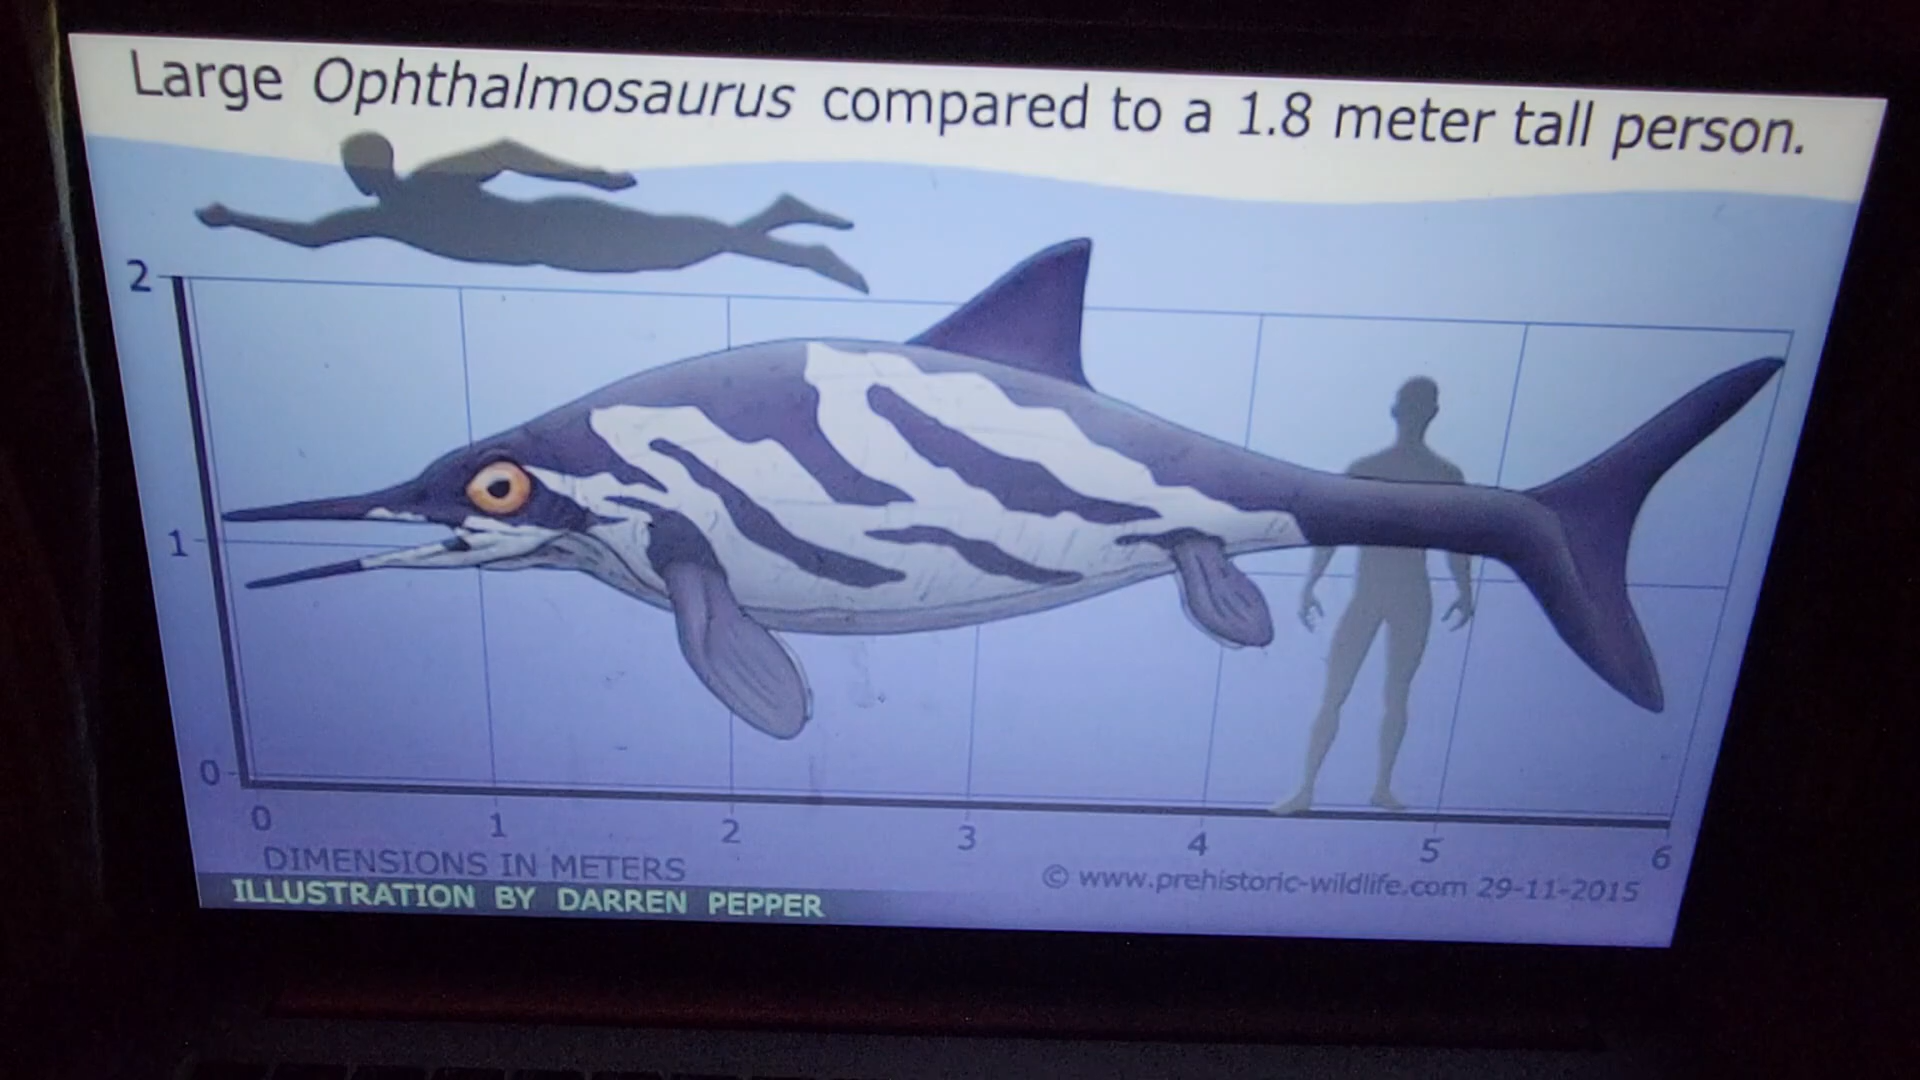 Large Ophthalmosaurus compared to a 1.8 meter tall person.
2
1
0
0 1 2 3 4 5 6
DIMENSIONS IN METERS
© www.prehistoric-wildlife.com 29-11-2015
ILLUSTRATION BY DARREN PEPPER